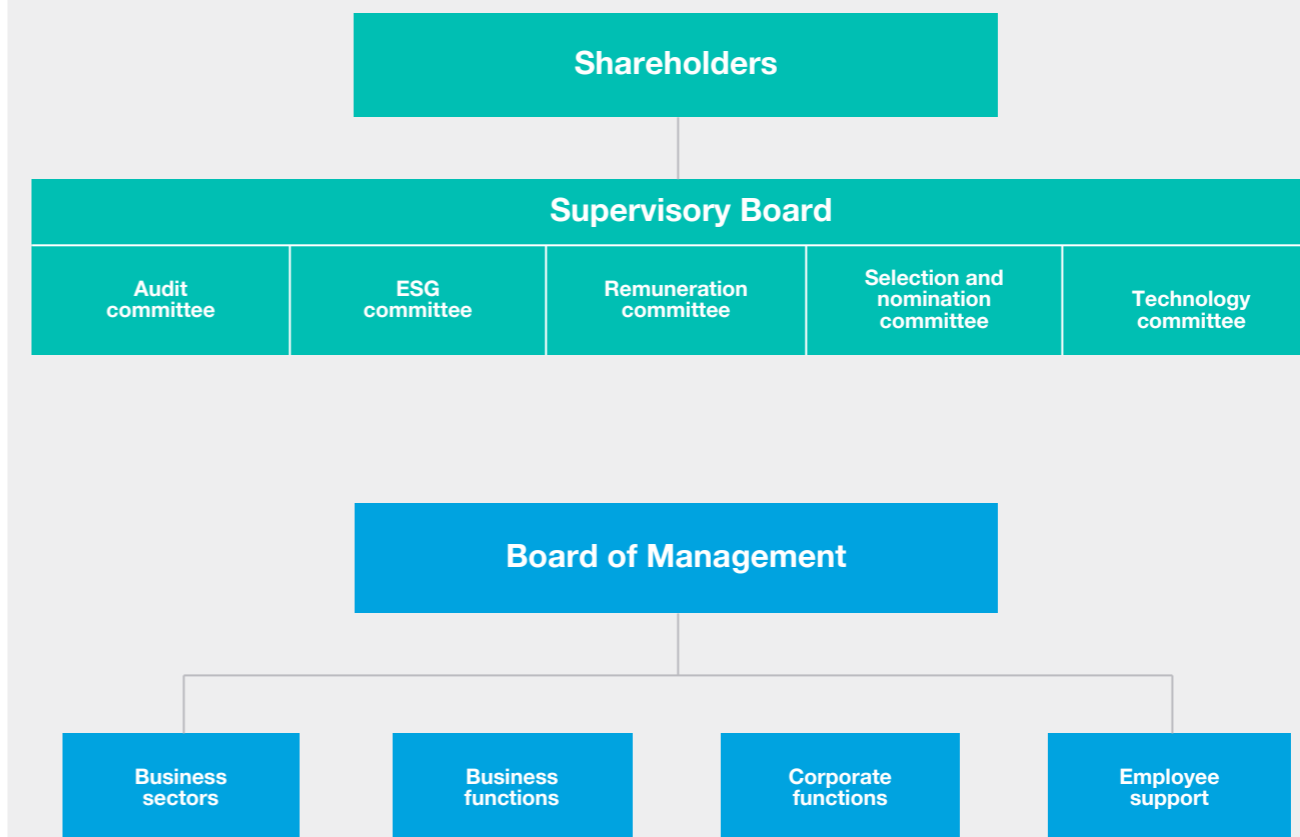 Shareholders
Supervisory Board
Audit
committee
ESG
committee
Remuneration
committee
Selection and
nomination
committee
Technology
committee
Board of Management
Business
sectors
Business
functions
Corporate
functions
Employee
support